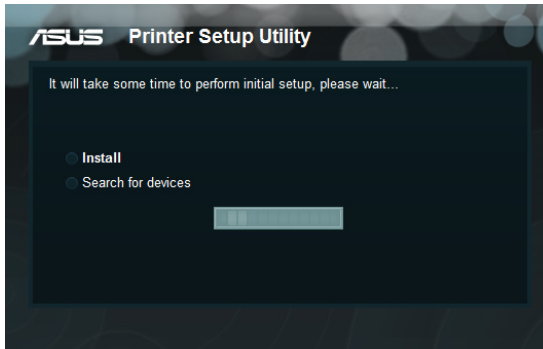 ASUS Printer Setup Utility
It will take some time to perform initial setup, please wait...
Install
Search for devices